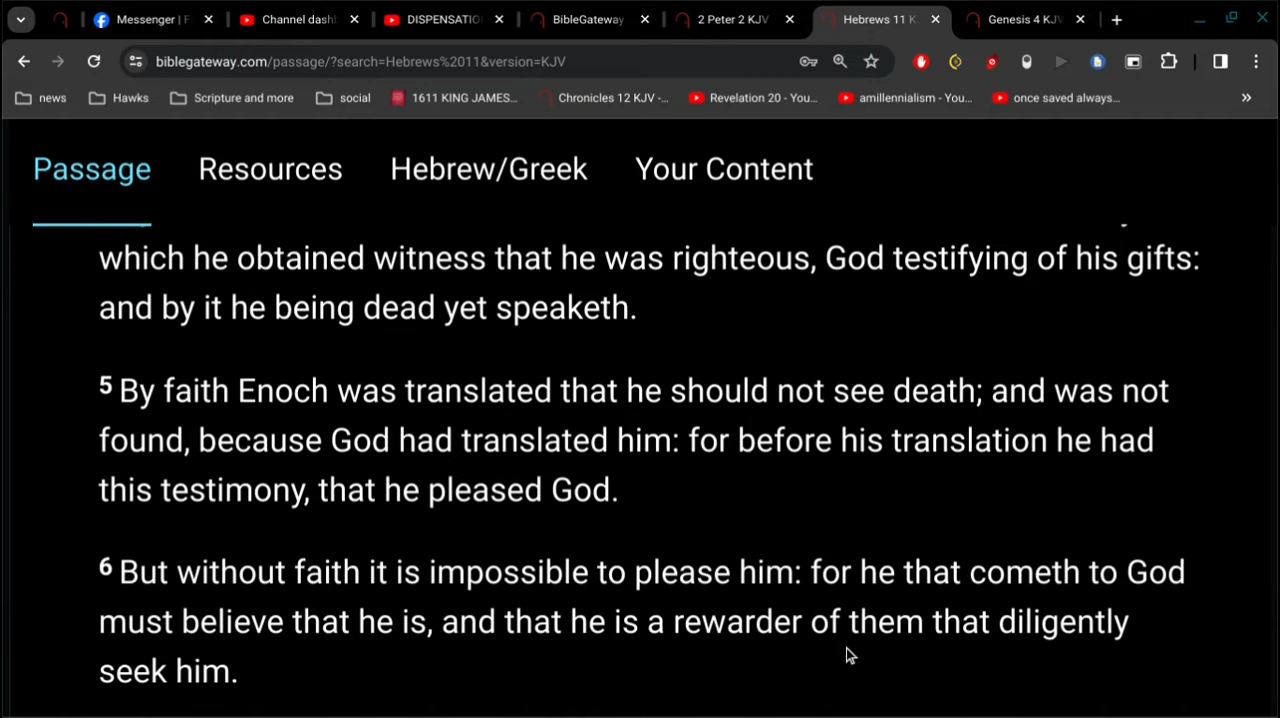 Messenger | F
Channel dashl
DISPENSATIO
BibleGateway
2 Peter 2 KJV
Hebrews 11 K
Genesis 4 KJV
biblegateway.com/passage/?search=Hebrews%2011&version=KJV
news
Hawks
Scripture and more
social
1611 KING JAMES...
Chronicles 12 KJV -...
Revelation 20 - You...
amillennialism - You...
once saved always...
Passage
Resources
Hebrew/Greek
Your Content
which he obtained witness that he was righteous, God testifying of his gifts:
and by it he being dead yet speaketh.
5 By faith Enoch was translated that he should not see death; and was not
found, because God had translated him: for before his translation he had
this testimony, that he pleased God.
6 But without faith it is impossible to please him: for he that cometh to God
must believe that he is, and that he is a rewarder of them that diligently
seek him.